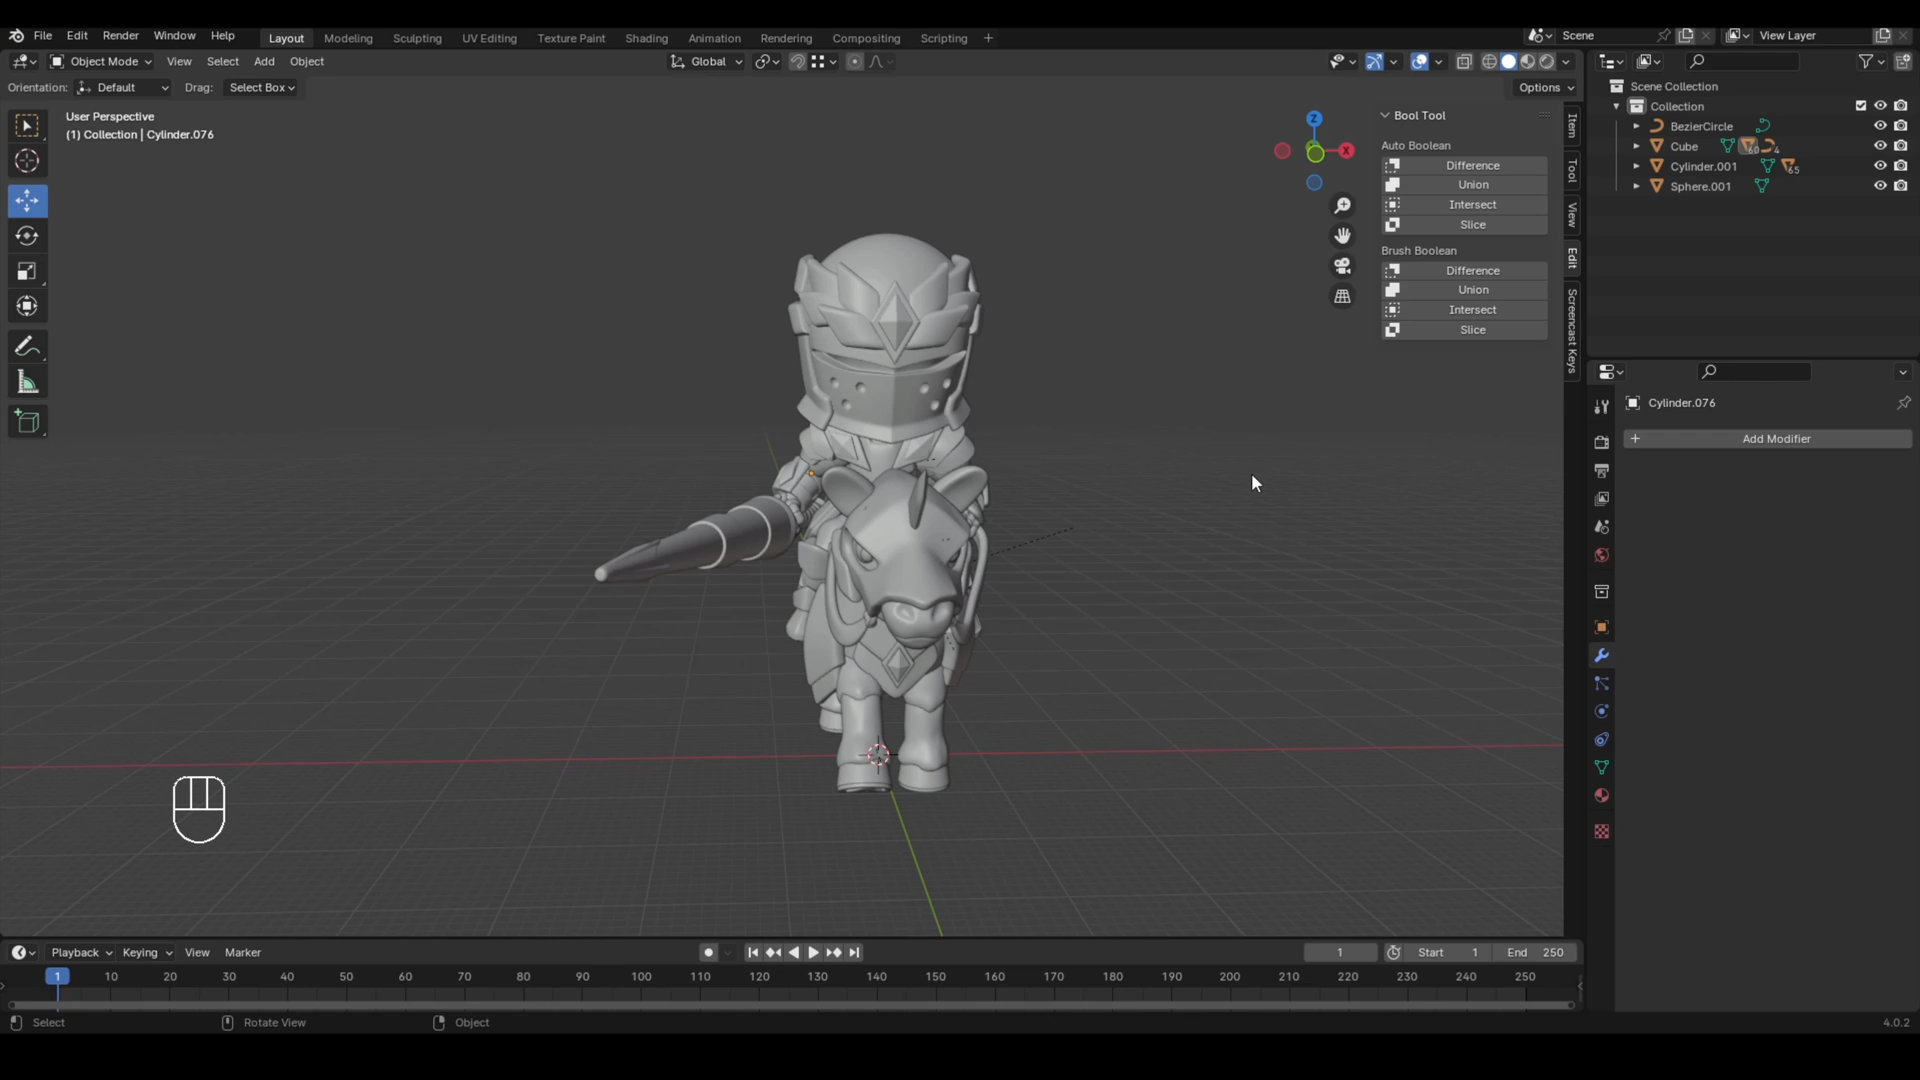 File Edit Render Window Help Layout Modeling Sculpting UV Editing Texture Paint Shading Animation Rendering Compositing Scripting + Scene View Layer
Object Mode View Select Add Object Global
Orientation: Default Drag: Select Box Options
User Perspective
(1) Collection | Cylinder.076
Z
X
Bool Tool
Auto Boolean
Difference
Union
Intersect
Slice
Brush Boolean
Difference
Union
Intersect
Slice
Item
Tool
View
Edit
Screencast Keys
Scene Collection
Collection
BezierCircle
Cube 60 4
Cylinder.001 65
Sphere.001
Cylinder.076
+ Add Modifier
Playback Keying View Marker 1 Start 1 End 250
1 10 20 30 40 50 60 70 80 90 100 110 120 130 140 150 160 170 180 190 200 210 220 230 240 250
Select Rotate View Object 4.0.2